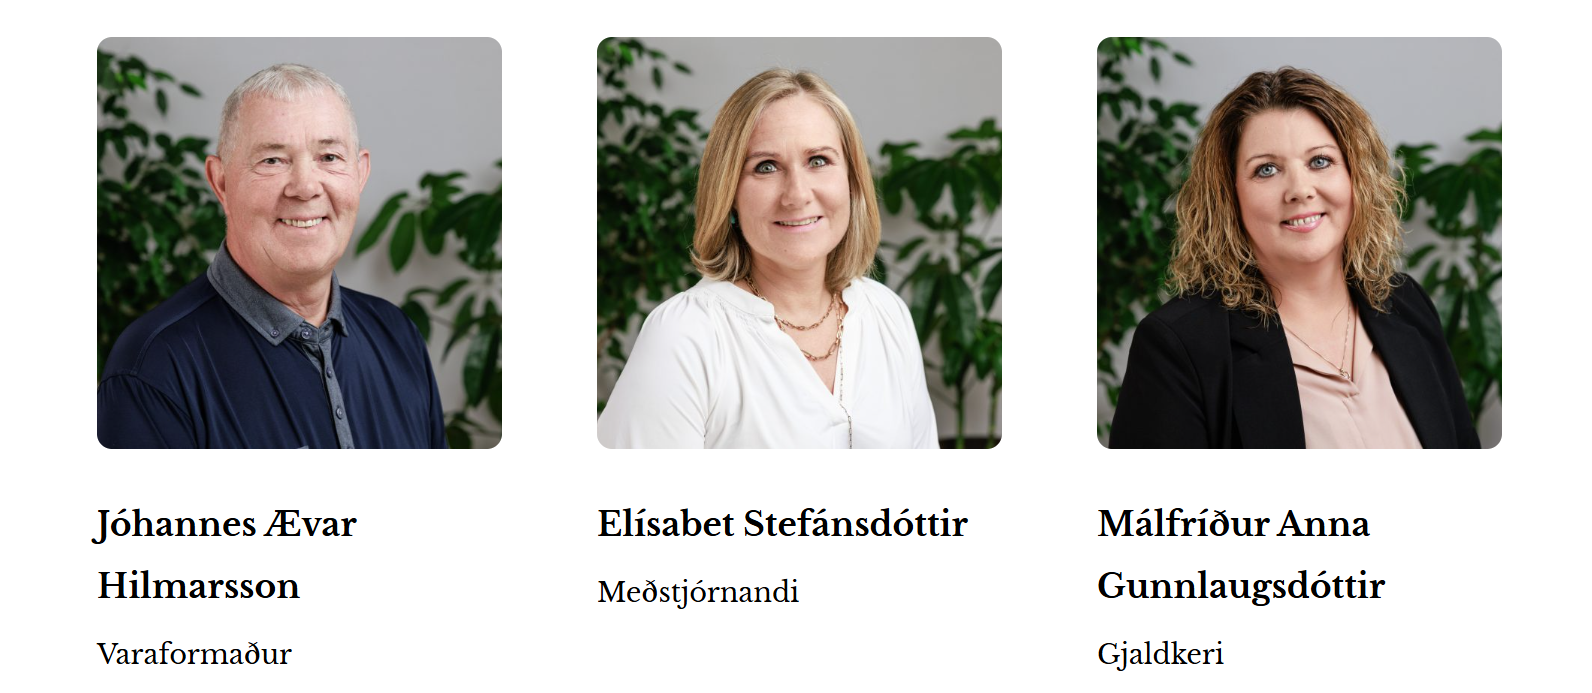 Jóhannes Ævar
Hilmarsson
Varaformaður
Elísabet Stefánsdóttir
Meðstjórnandi
Málfríður Anna
Gunnlaugsdóttir
Gjaldkeri